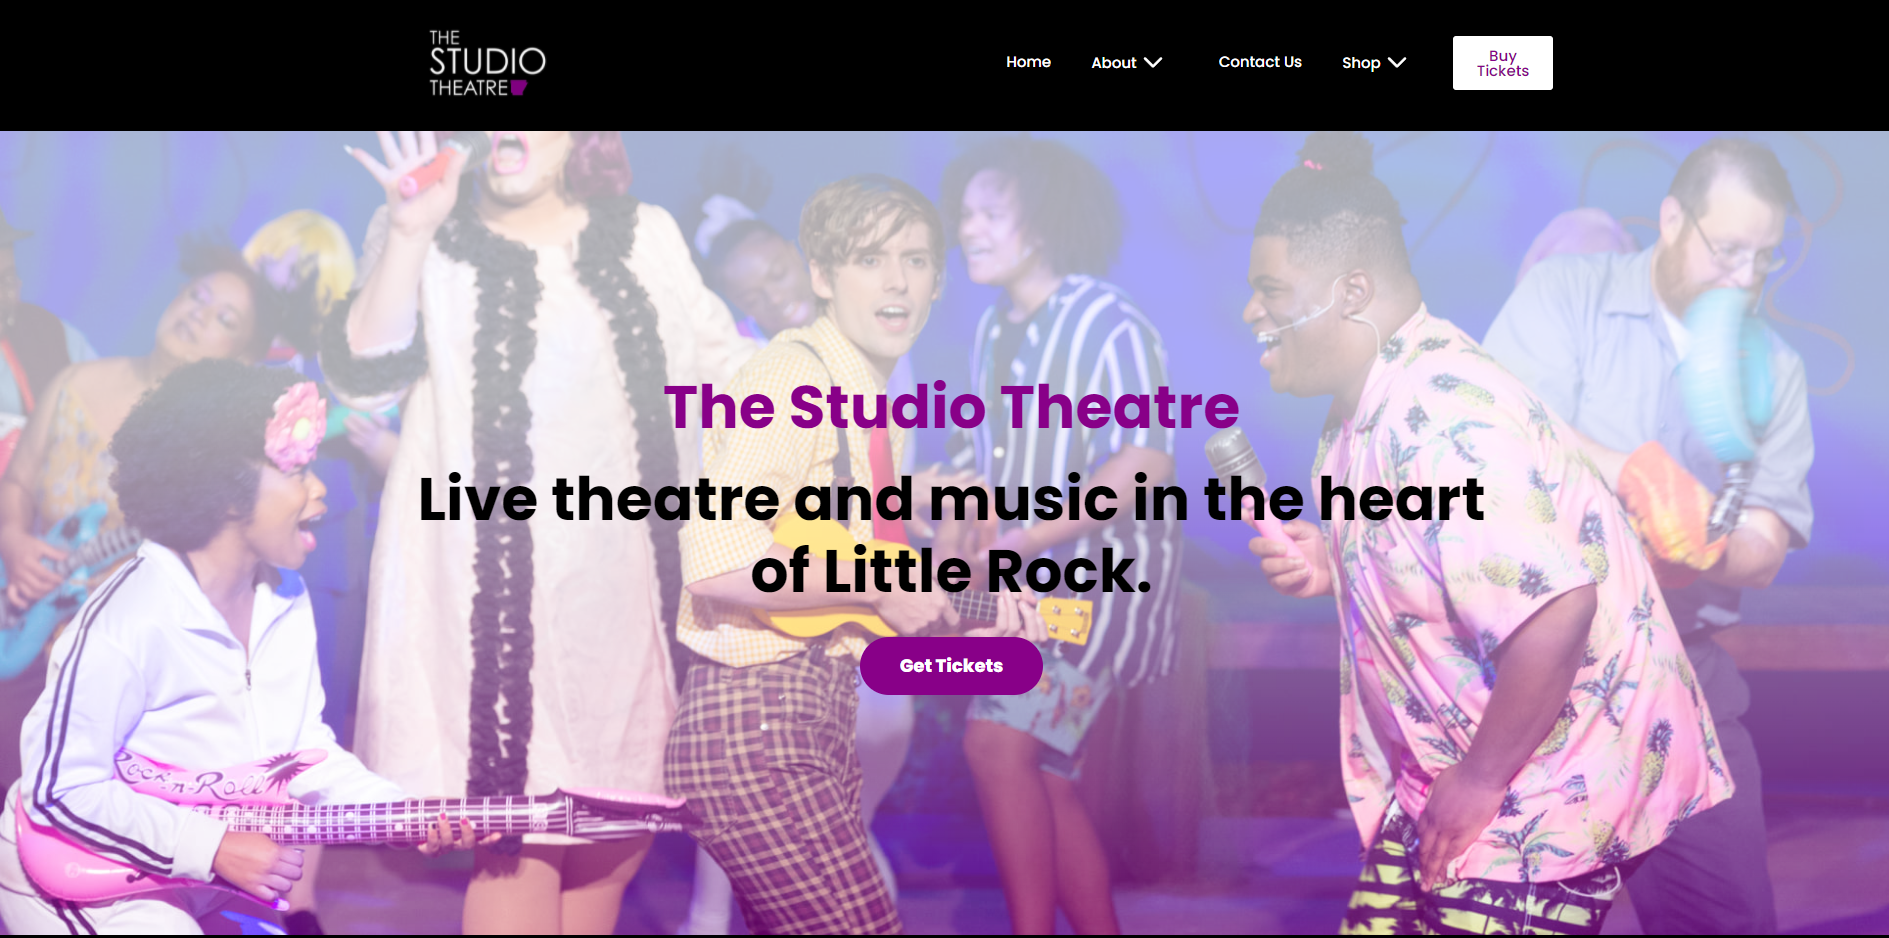 THE
STUDIO
THEATRE
Home
About
Contact Us
Shop
Buy
Tickets
The Studio Theatre
Live theatre and music in the heart
of Little Rock.
Get Tickets
Rock-n-Roll